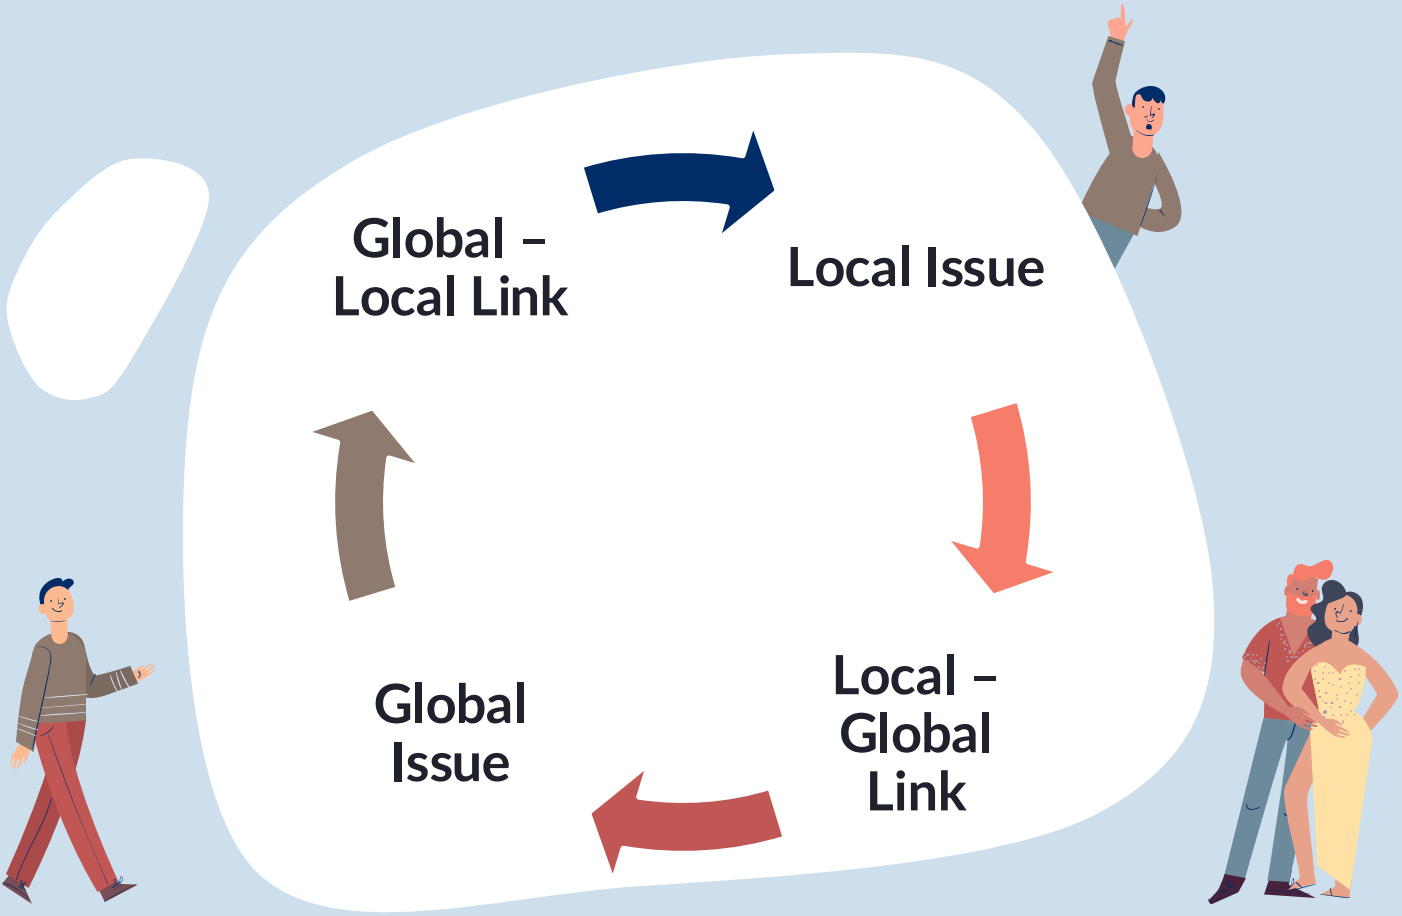 Global –
Local Link
Local Issue
Local –
Global
Link
Global
Issue